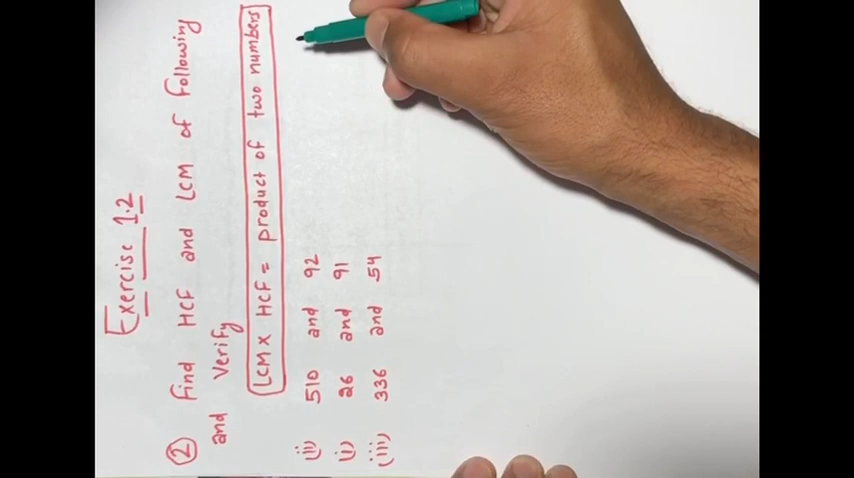 Exercise 1.2
② Find HCF and LCM of following
and Verify
LCM x HCF = product of two numbers
(ii) 510 and 92
(i) 26 and 91
(iii) 336 and 54